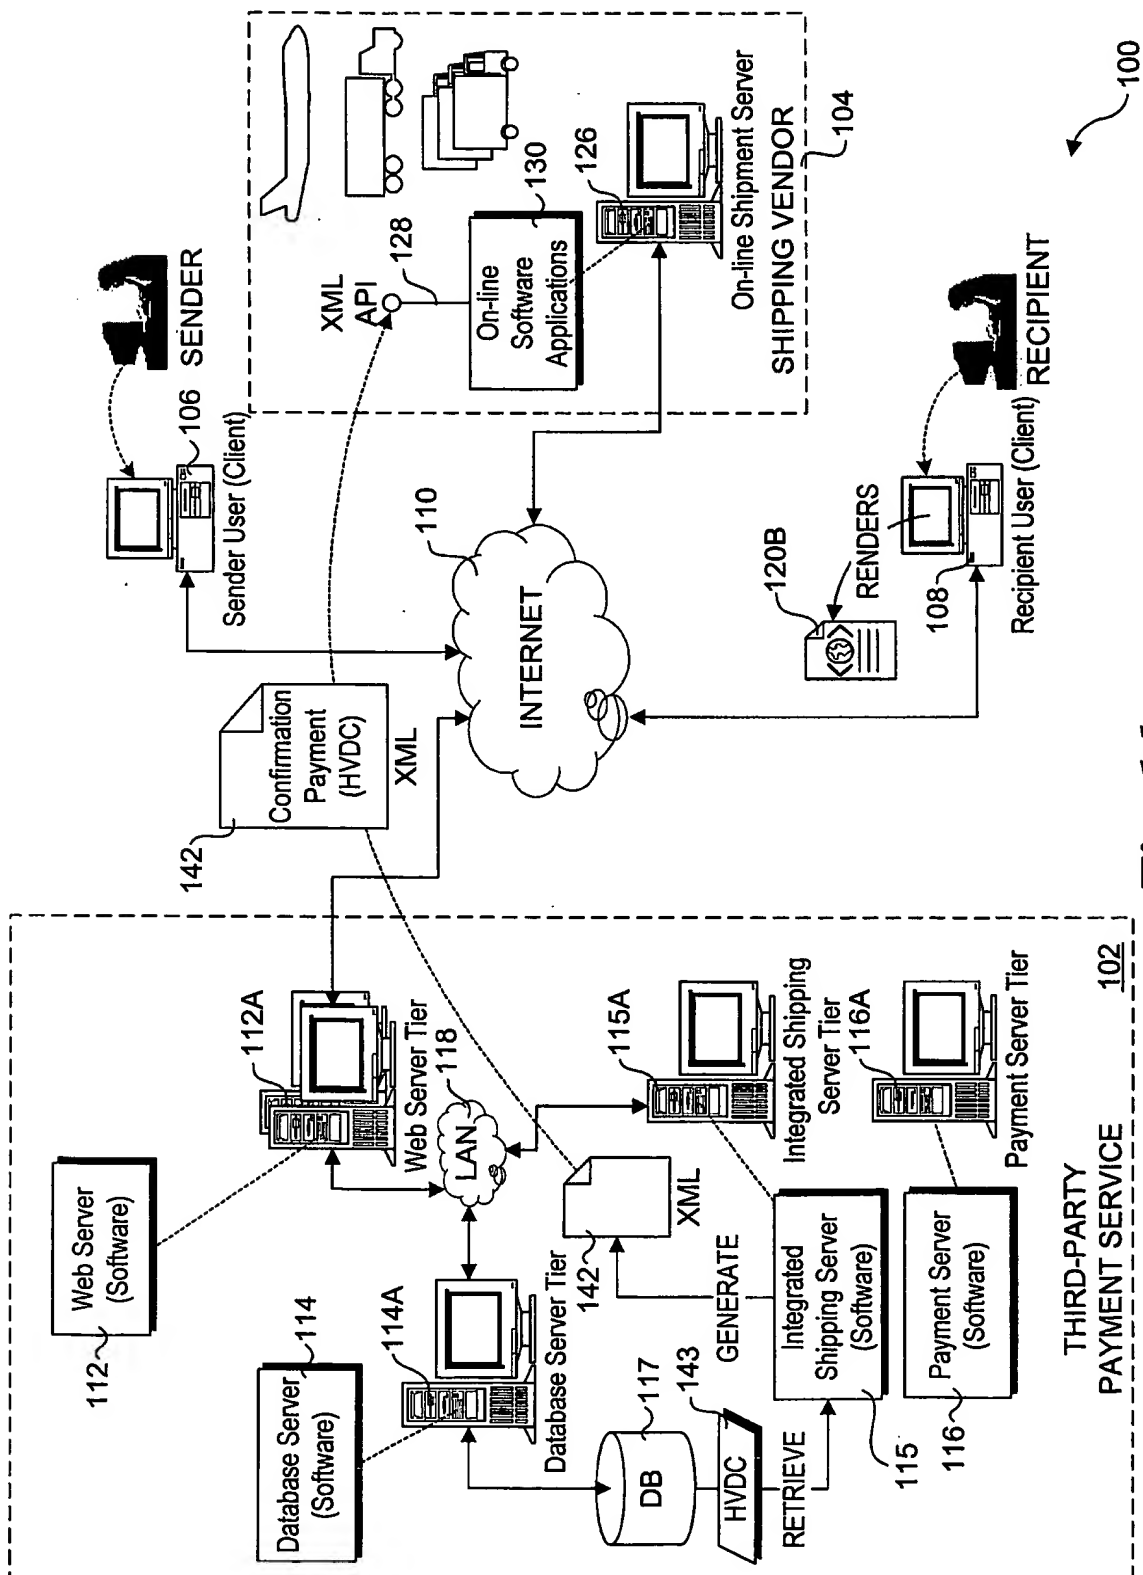 Web Server
(Software)
112
112A
Web Server Tier
Database Server
(Software)
114
114A
Database Server Tier
LAN
118
DB
117
HVDC
143
RETRIEVE
GENERATE
142
XML
Integrated
Shipping Server
(Software)
115
115A
Integrated Shipping
Server Tier
Payment Server
(Software)
116
116A
Payment Server Tier
THIRD-PARTY
PAYMENT SERVICE
102
Confirmation
Payment
(HVDC)
XML
142
INTERNET
110
SENDER
106
Sender User (Client)
XML
API
128
On-line
Software
Applications
130
126
On-line Shipment Server
SHIPPING VENDOR
104
120B
RENDERS
108
Recipient User (Client)
RECIPIENT
100